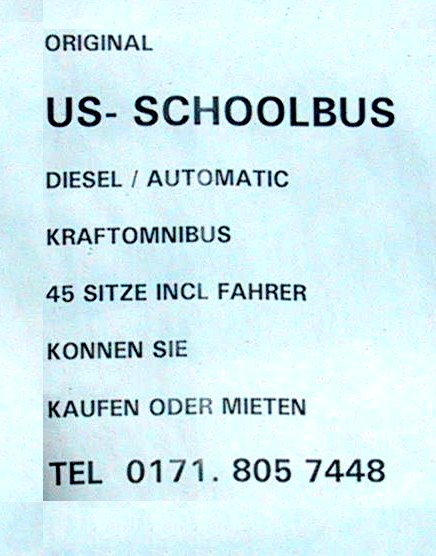 ORIGINAL
US- SCHOOLBUS
DIESEL / AUTOMATIC
KRAFTOMNIBUS
45 SITZE INCL FAHRER
KONNEN SIE
KAUFEN ODER MIETEN
TEL 0171. 805 7448